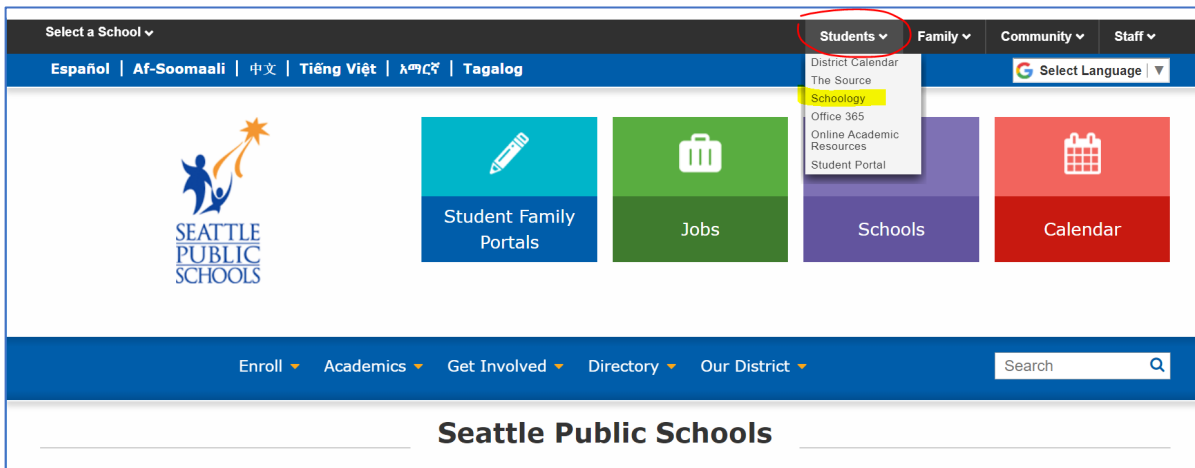 Select a School
Students
Family
Community
Staff
Español | Af-Soomaali | 中文 | Tiếng Việt | አማርኛ | Tagalog
Select Language
District Calendar
The Source
Schoology
Office 365
Online Academic
Resources
Student Portal
SEATTLE
PUBLIC
SCHOOLS
Student Family
Portals
Jobs
Schools
Calendar
Enroll
Academics
Get Involved
Directory
Our District
Search
Seattle Public Schools